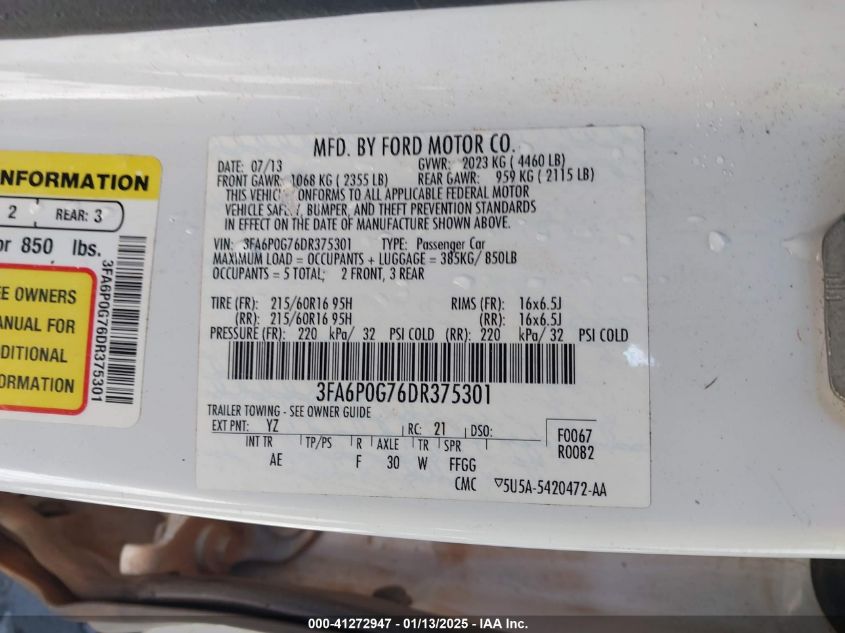 INFORMATION
2 REAR: 3
or 850 lbs.
EE OWNERS
ANUAL FOR
DDITIONAL
FORMATION
3FA6P0G76DR375301
MFD. BY FORD MOTOR CO.
DATE: 07/13 GVWR: 2023 KG ( 4460 LB)
FRONT GAWR: 1068 KG ( 2355 LB) REAR GAWR: 959 KG ( 2115 LB)
THIS VEHIC ONFORMS TO ALL APPLICABLE FEDERAL MOTOR
VEHICLE SAF Y, BUMPER, AND THEFT PREVENTION STANDARDS
IN EFFECT ON THE DATE OF MANUFACTURE SHOWN ABOVE.
VIN: 3FA6P0G76DR375301 TYPE: Passenger Car
MAXIMUM LOAD = OCCUPANTS + LUGGAGE = 385KG/ 850LB
OCCUPANTS = 5 TOTAL; 2 FRONT, 3 REAR
TIRE (FR): 215/60R16 95H RIMS (FR): 16x6.5J
(RR): 215/60R16 95H (RR): 16x6.5J
PRESSURE (FR): 220 kPa/ 32 PSI COLD (RR): 220 kPa/ 32 PSI COLD
3FA6P0G76DR375301
TRAILER TOWING - SEE OWNER GUIDE
EXT PNT: YZ RC: 21 DSO: F0067
R0082
INT TR TP/PS R AXLE TR SPR
AE F 30 W FFGG
CMC ▽5U5A-5420472-AA
000-41272947 - 01/13/2025 - IAA Inc.